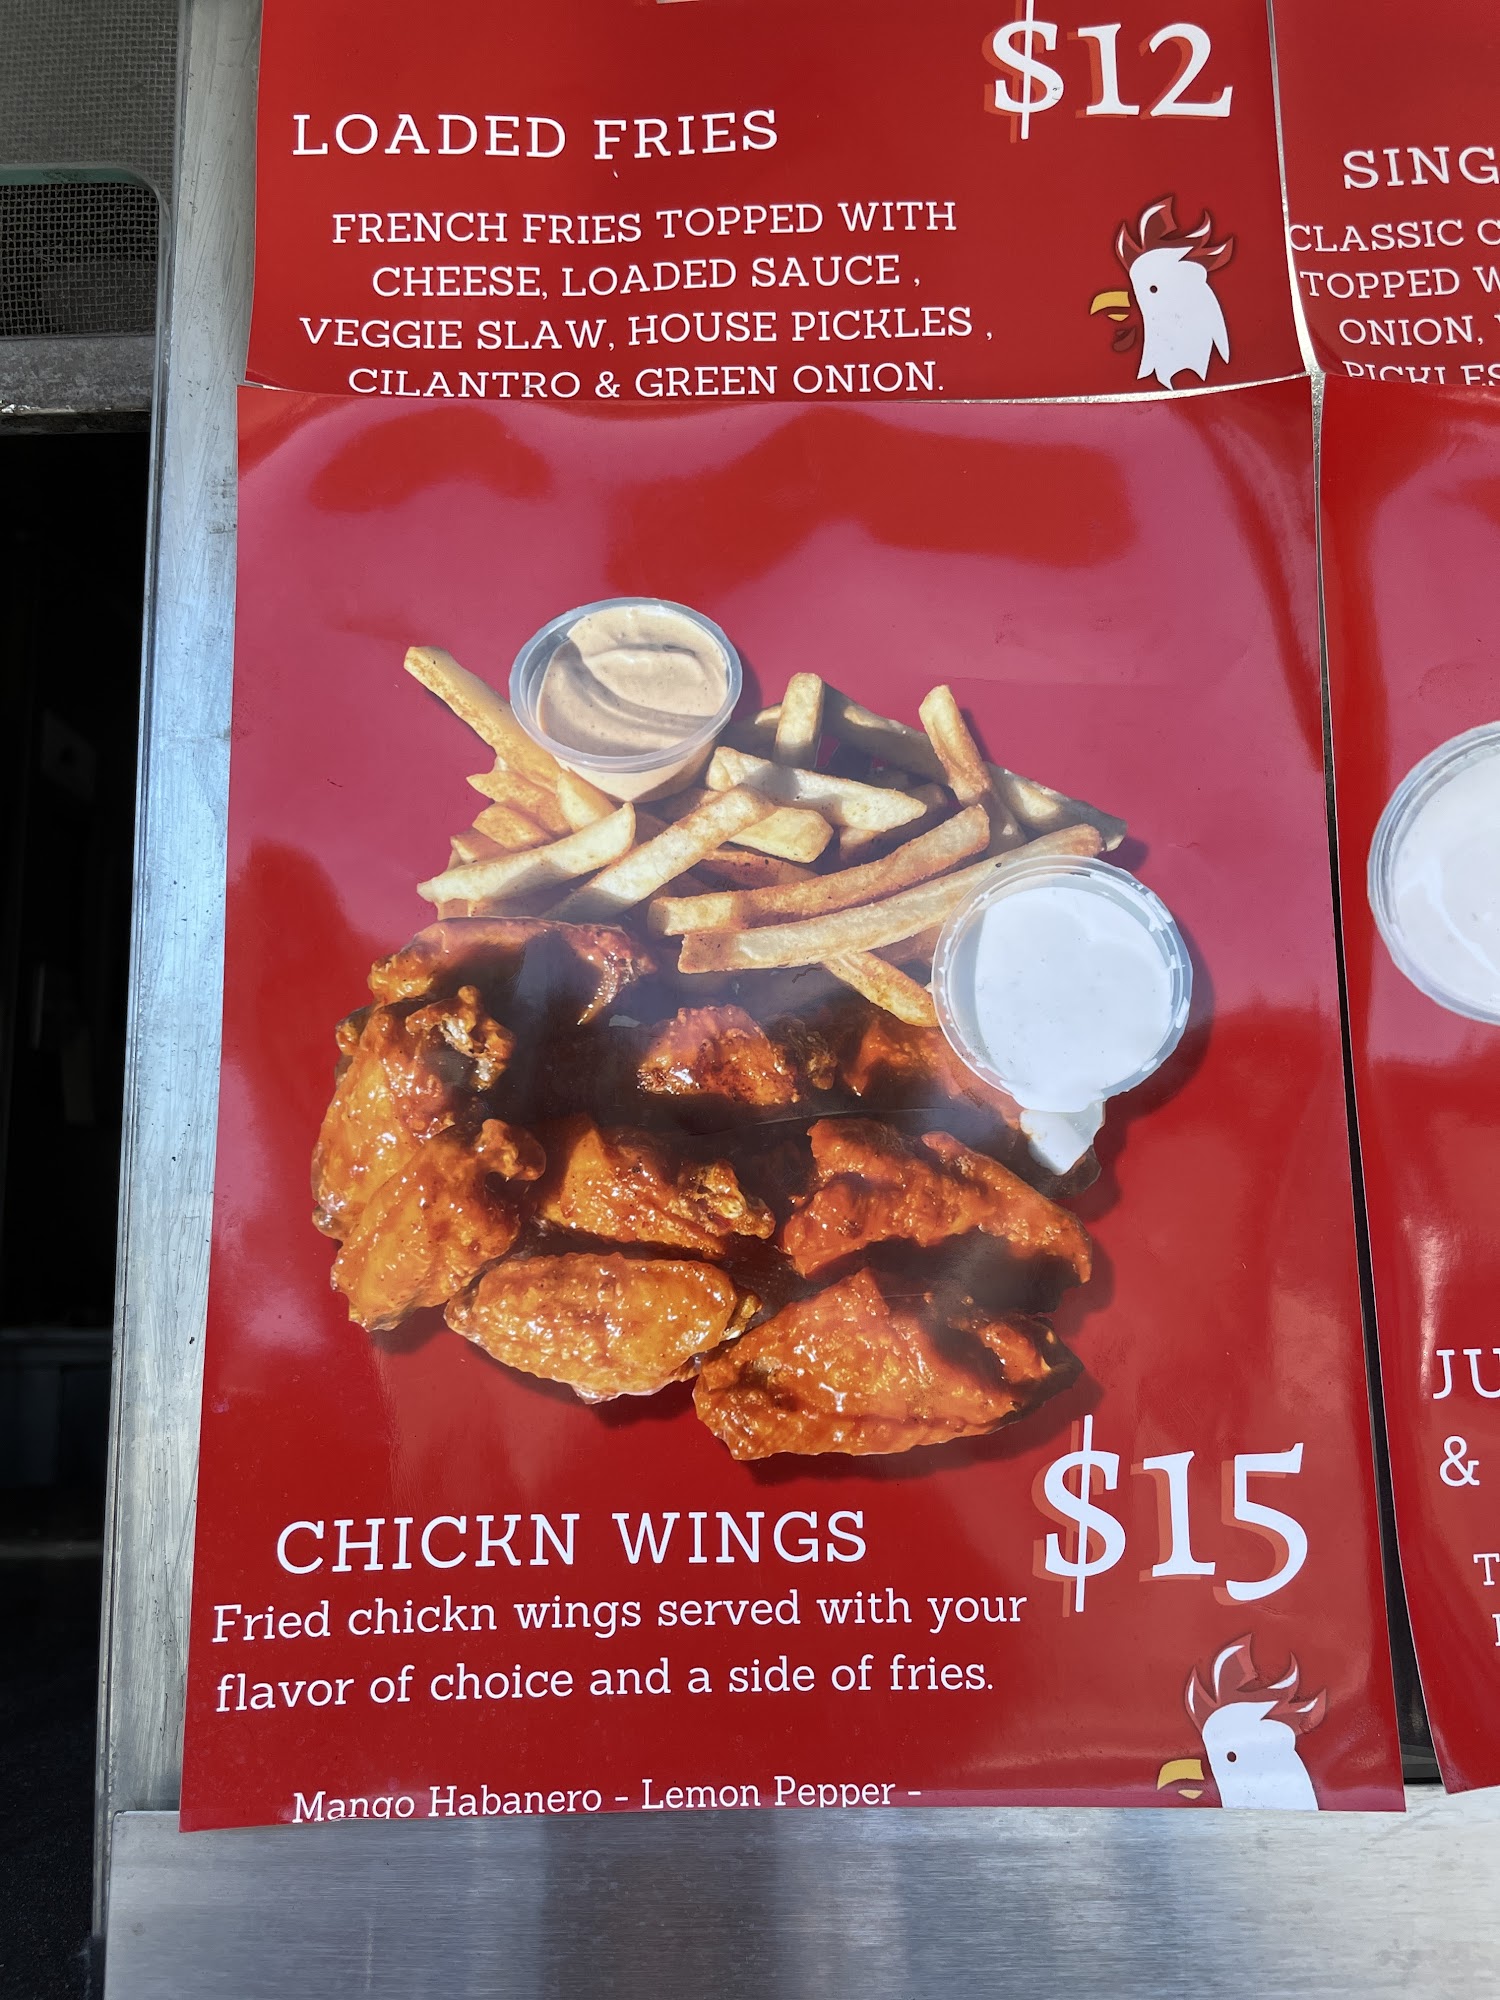 $12
LOADED FRIES
FRENCH FRIES TOPPED WITH
CHEESE, LOADED SAUCE ,
VEGGIE SLAW, HOUSE PICKLES ,
CILANTRO & GREEN ONION.
CLASSIC
TOPPED
ONION,
PICKLES
$15
CHICKN WINGS
Fried chickn wings served with your
flavor of choice and a side of fries.
Mango Habanero - Lemon Pepper -
&